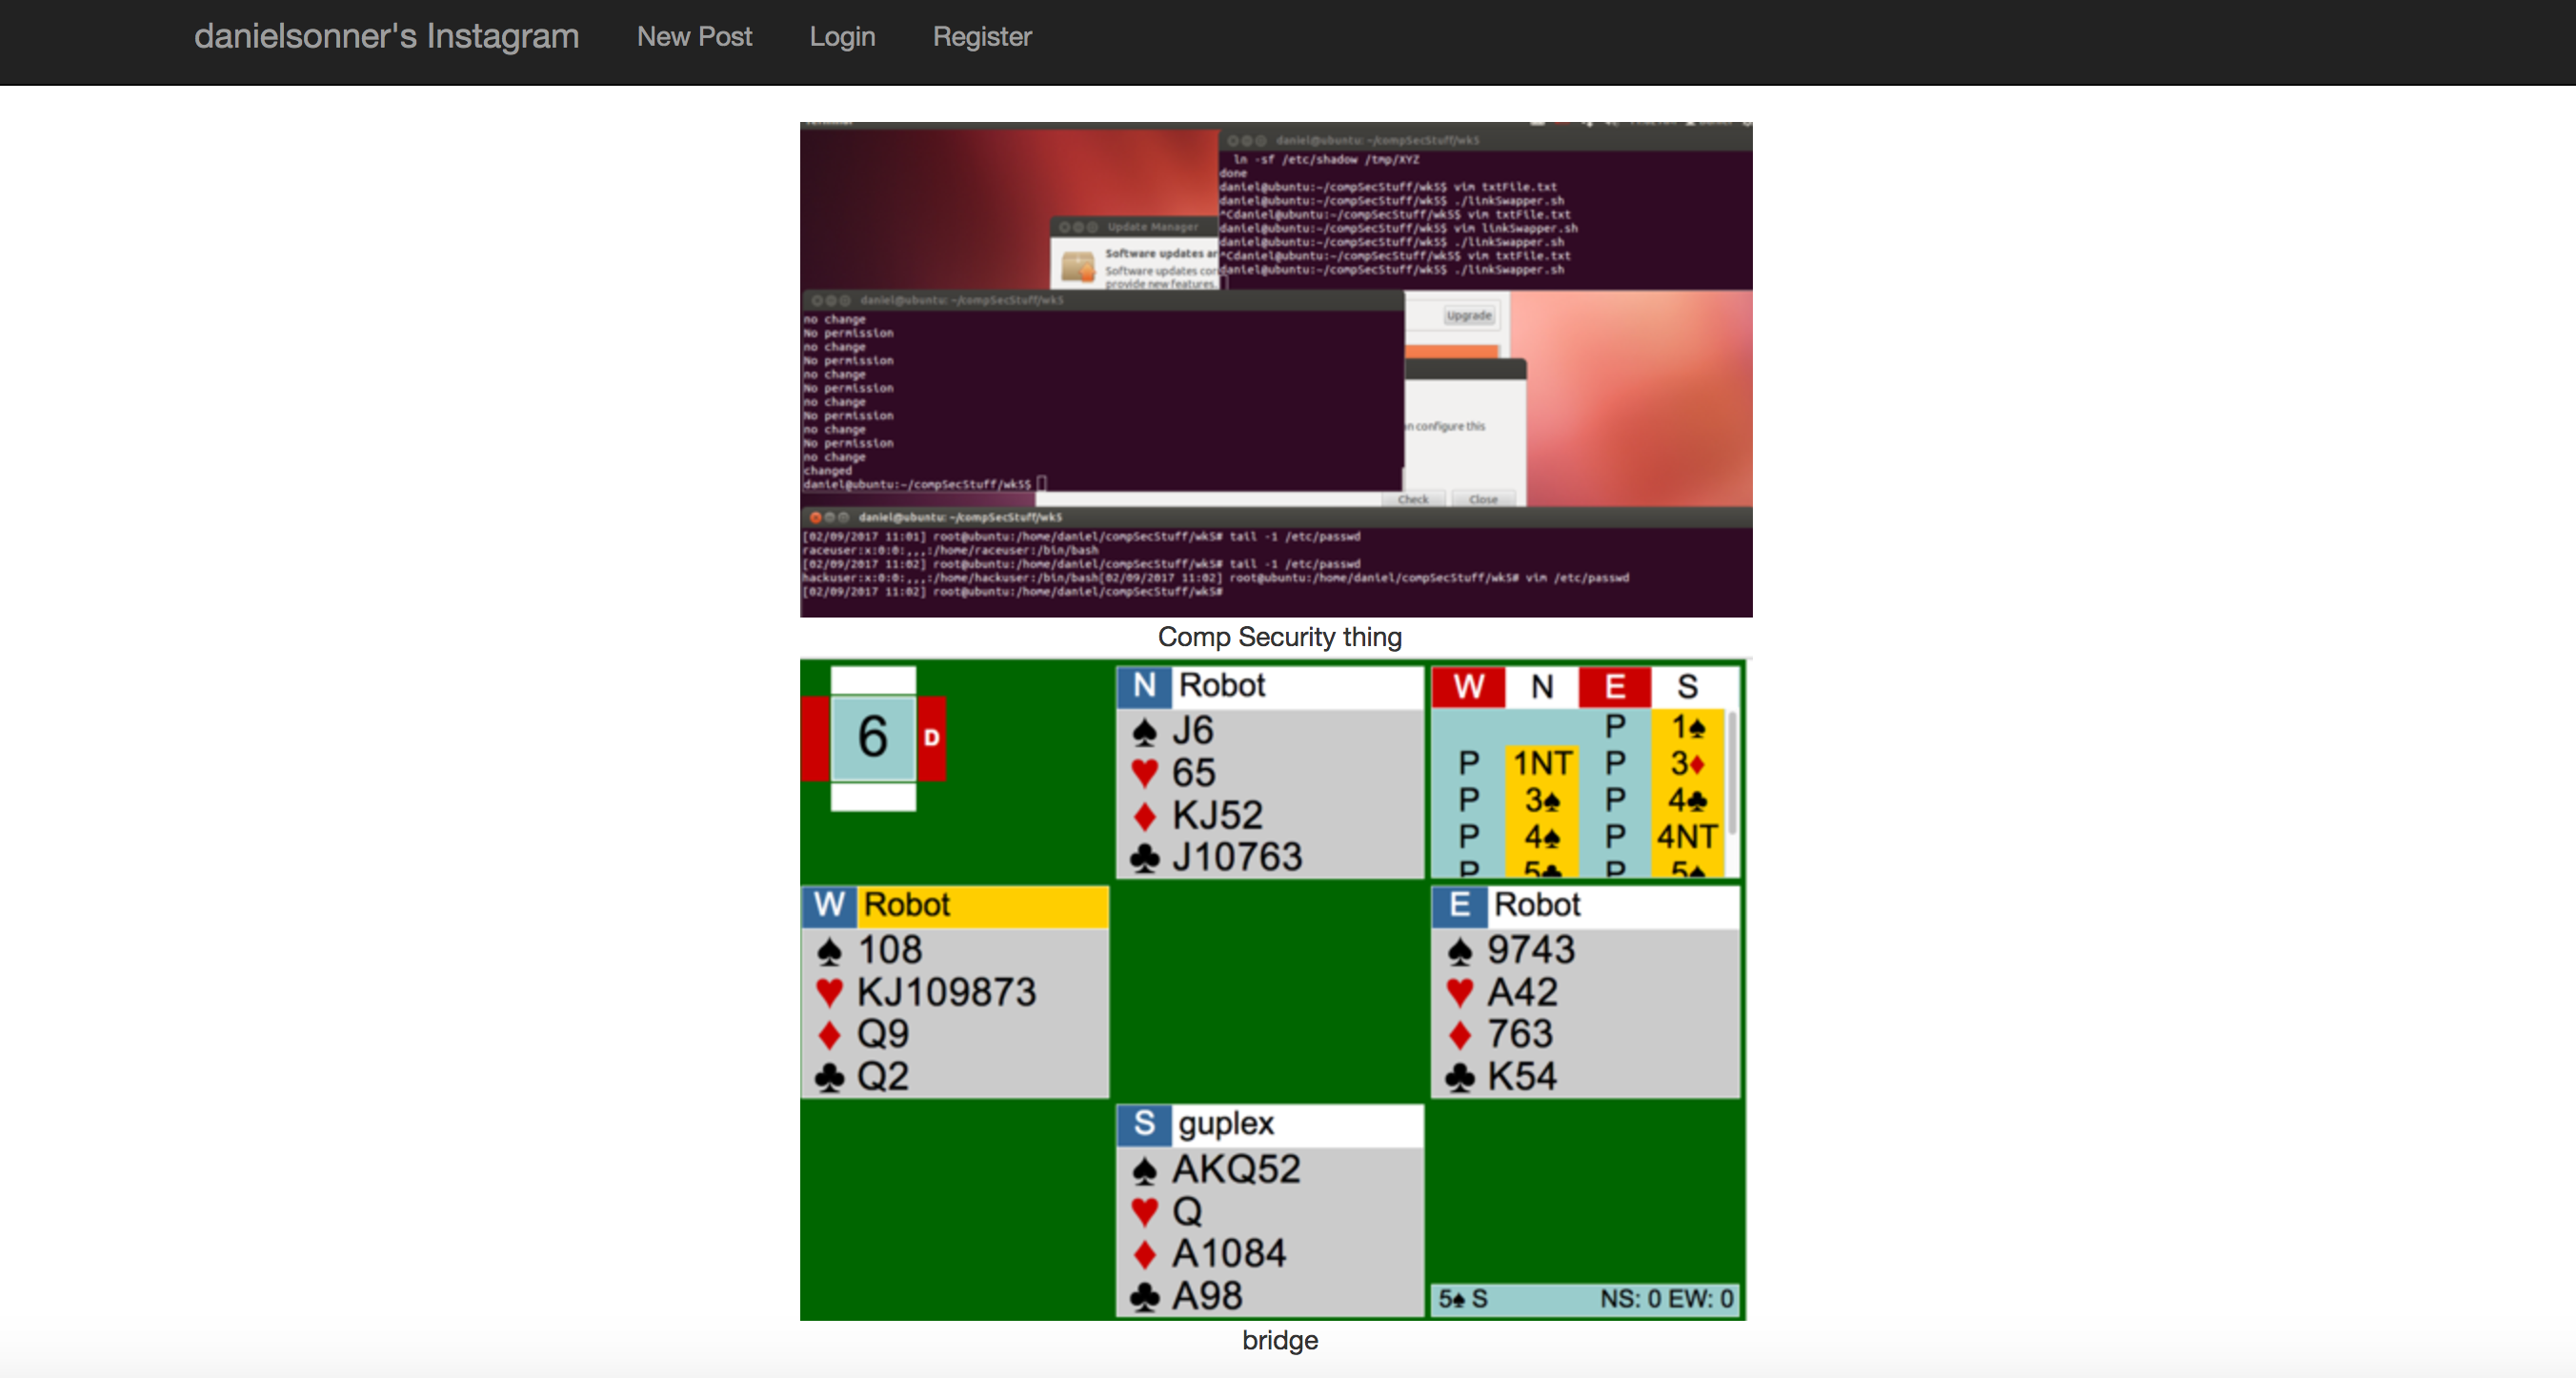 danielsonner's Instagram New Post Login Register
daniel@ubuntu: ~/compSecStuff/wk5
ln -sf /etc/shadow /tmp/XYZ
done
daniel@ubuntu:~/compSecStuff/wk5$ vim txtFile.txt
daniel@ubuntu:~/compSecStuff/wk5$ ./linkSwapper.sh
^Cdaniel@ubuntu:~/compSecStuff/wk5$ vim txtFile.txt
daniel@ubuntu:~/compSecStuff/wk5$ vim linkSwapper.sh
daniel@ubuntu:~/compSecStuff/wk5$ ./linkSwapper.sh
^Cdaniel@ubuntu:~/compSecStuff/wk5$ vim txtFile.txt
daniel@ubuntu:~/compSecStuff/wk5$ ./linkSwapper.sh
Update Manager
Software updates ar
Software updates cor
provide new features.
daniel@ubuntu: ~/compSecStuff/wk5
no change
No permission
no change
No permission
no change
No permission
no change
No permission
no change
No permission
no change
changed
daniel@ubuntu:~/compSecStuff/wk5$
Upgrade
n configure this
Check Close
daniel@ubuntu: ~/compSecStuff/wk5
[02/09/2017 11:01] root@ubuntu:/home/daniel/compSecStuff/wk5# tail -1 /etc/passwd
raceuser:x:0:0:,,,:/home/raceuser:/bin/bash
[02/09/2017 11:02] root@ubuntu:/home/daniel/compSecStuff/wk5# tail -1 /etc/passwd
hackuser:x:0:0:,,,:/home/hackuser:/bin/bash[02/09/2017 11:02] root@ubuntu:/home/daniel/compSecStuff/wk5# vim /etc/passwd
[02/09/2017 11:02] root@ubuntu:/home/daniel/compSecStuff/wk5#
Comp Security thing
6 D
N Robot
♠ J6
♥ 65
♦ KJ52
♣ J10763
W N E S
P 1♠
P 1NT P 3♦
P 3♠ P 4♣
P 4♠ P 4NT
P 5♣ P 5♠
W Robot
♠ 108
♥ KJ109873
♦ Q9
♣ Q2
E Robot
♠ 9743
♥ A42
♦ 763
♣ K54
S guplex
♠ AKQ52
♥ Q
♦ A1084
♣ A98
5♠ S NS: 0 EW: 0
bridge